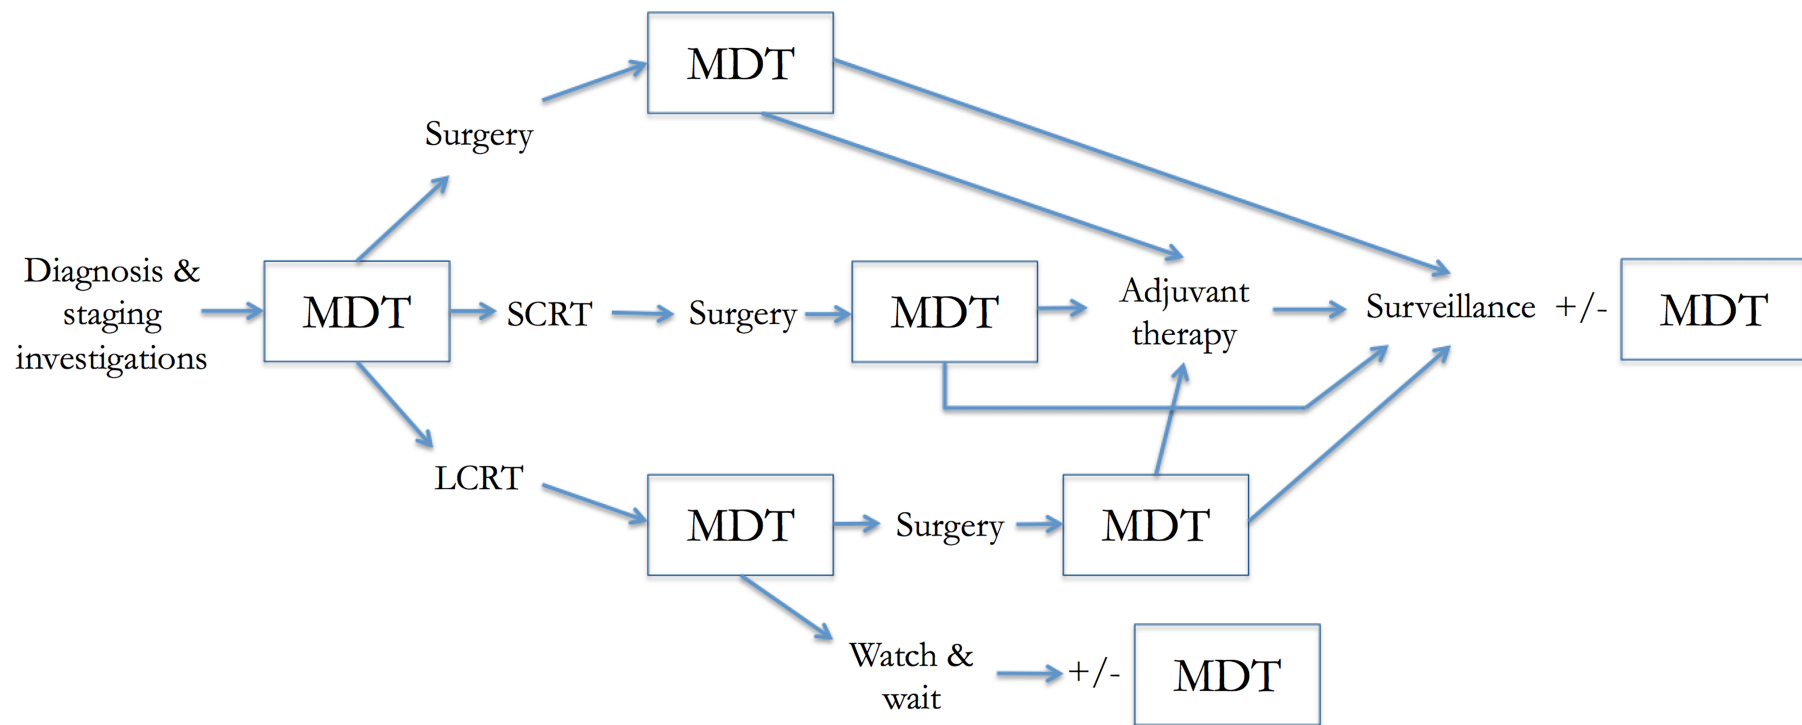 MDT
Surgery
Diagnosis &
staging
investigations
MDT
SCRT
Surgery
MDT
Adjuvant
therapy
Surveillance +/-
MDT
LCRT
MDT
Surgery
MDT
Watch &
wait
+/-
MDT